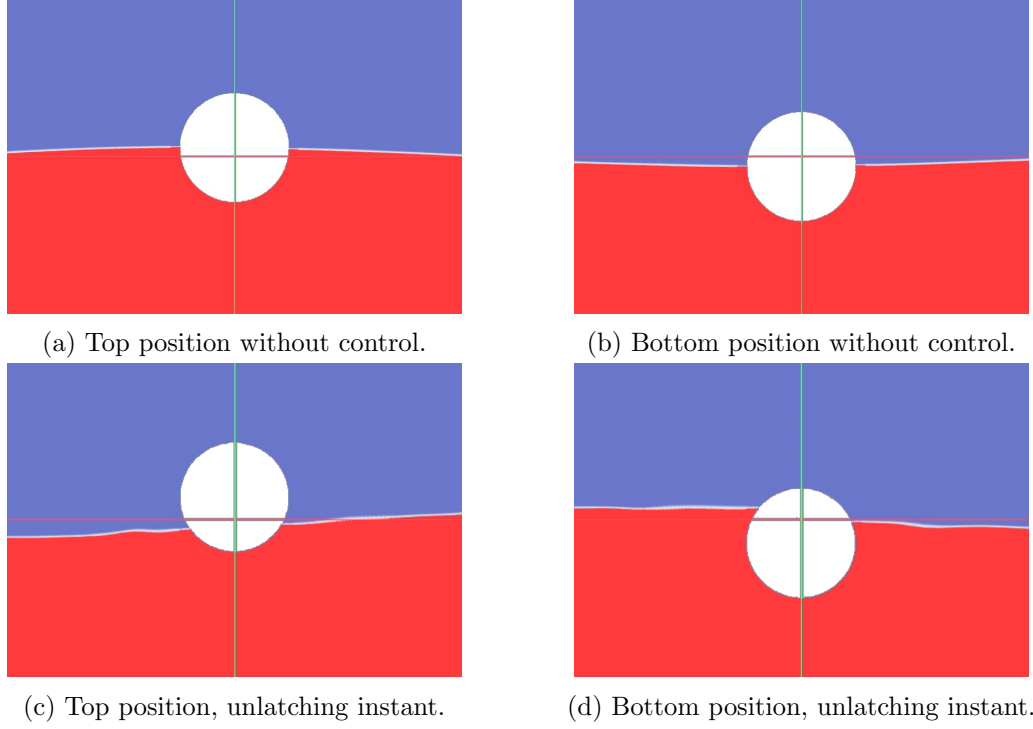 (a) Top position without control.
(b) Bottom position without control.
(c) Top position, unlatching instant.
(d) Bottom position, unlatching instant.